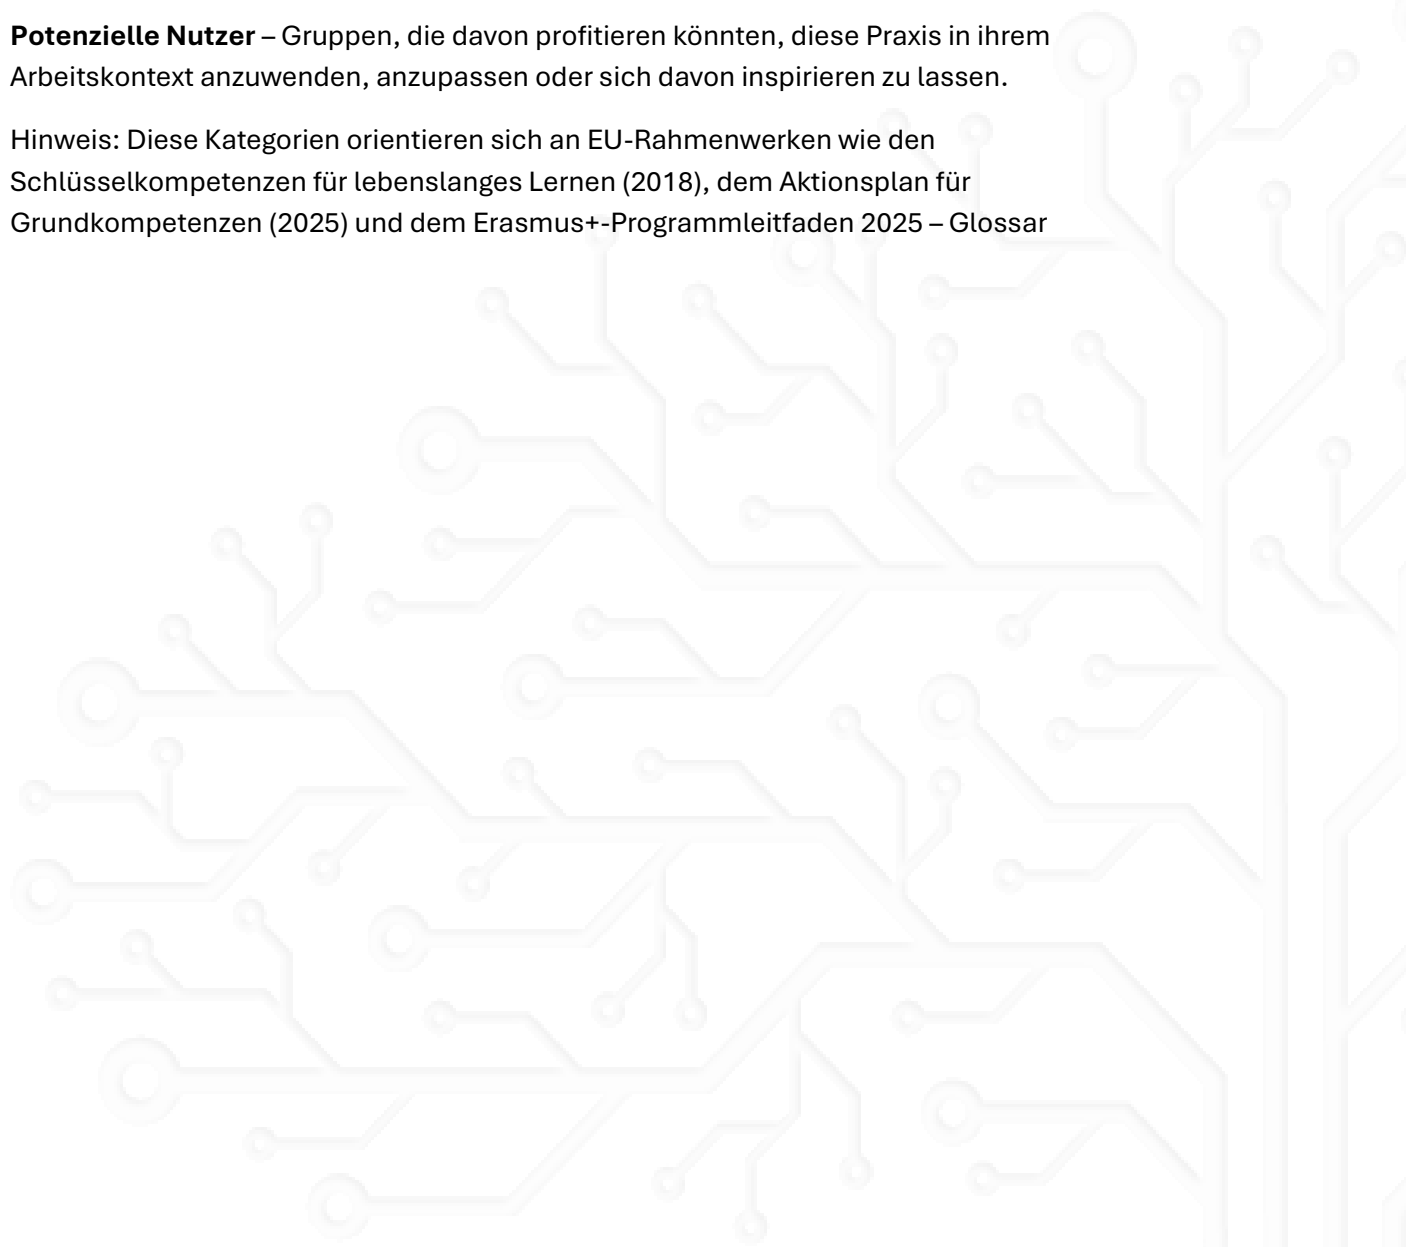 Potenzielle Nutzer – Gruppen, die davon profitieren könnten, diese Praxis in ihrem
Arbeitskontext anzuwenden, anzupassen oder sich davon inspirieren zu lassen.
Hinweis: Diese Kategorien orientieren sich an EU-Rahmenwerken wie den
Schlüsselkompetenzen für lebenslanges Lernen (2018), dem Aktionsplan für
Grundkompetenzen (2025) und dem Erasmus+-Programmleitfaden 2025 – Glossar